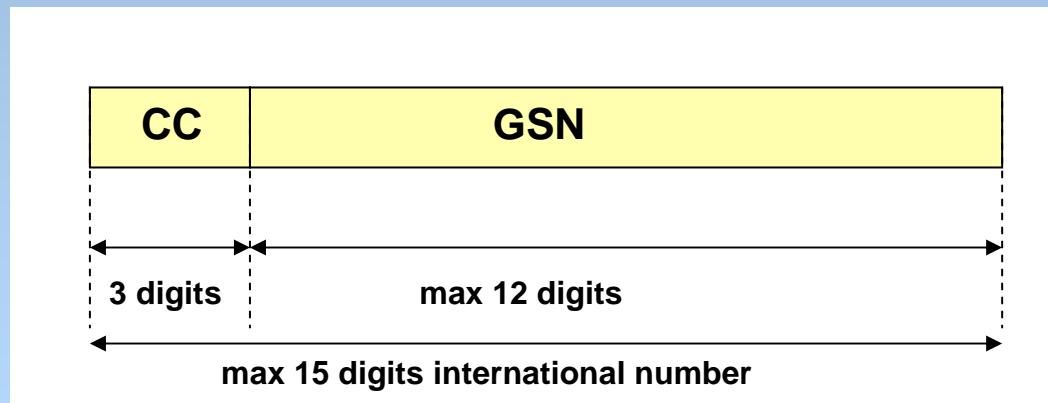 CC GSN
3 digits max 12 digits
max 15 digits international number